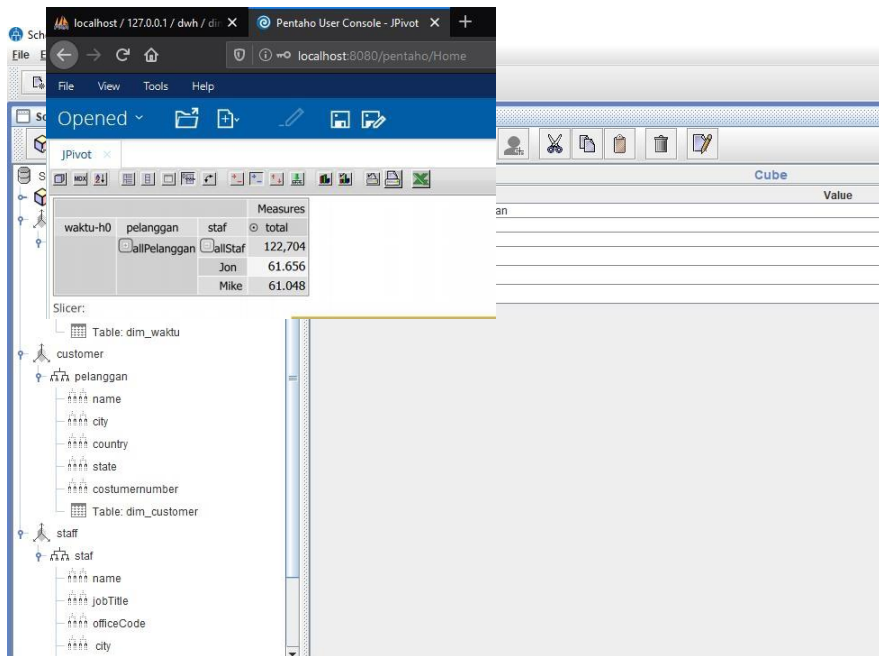 localhost / 127.0.0.1 / dwh / dir
Pentaho User Console - JPivot
Sch
File E
localhost:8080/pentaho/Home
File View Tools Help
Opened
JPivot
MDX
Measures
waktu-h0 pelanggan staf total
allPelanggan allStaf 122,704
Jon 61.656
Mike 61.048
Slicer:
Sc
S
Cube
Value
an
Table: dim_waktu
customer
pelanggan
name
city
country
state
costumernumber
Table: dim_customer
staff
staf
name
jobTitle
officeCode
city